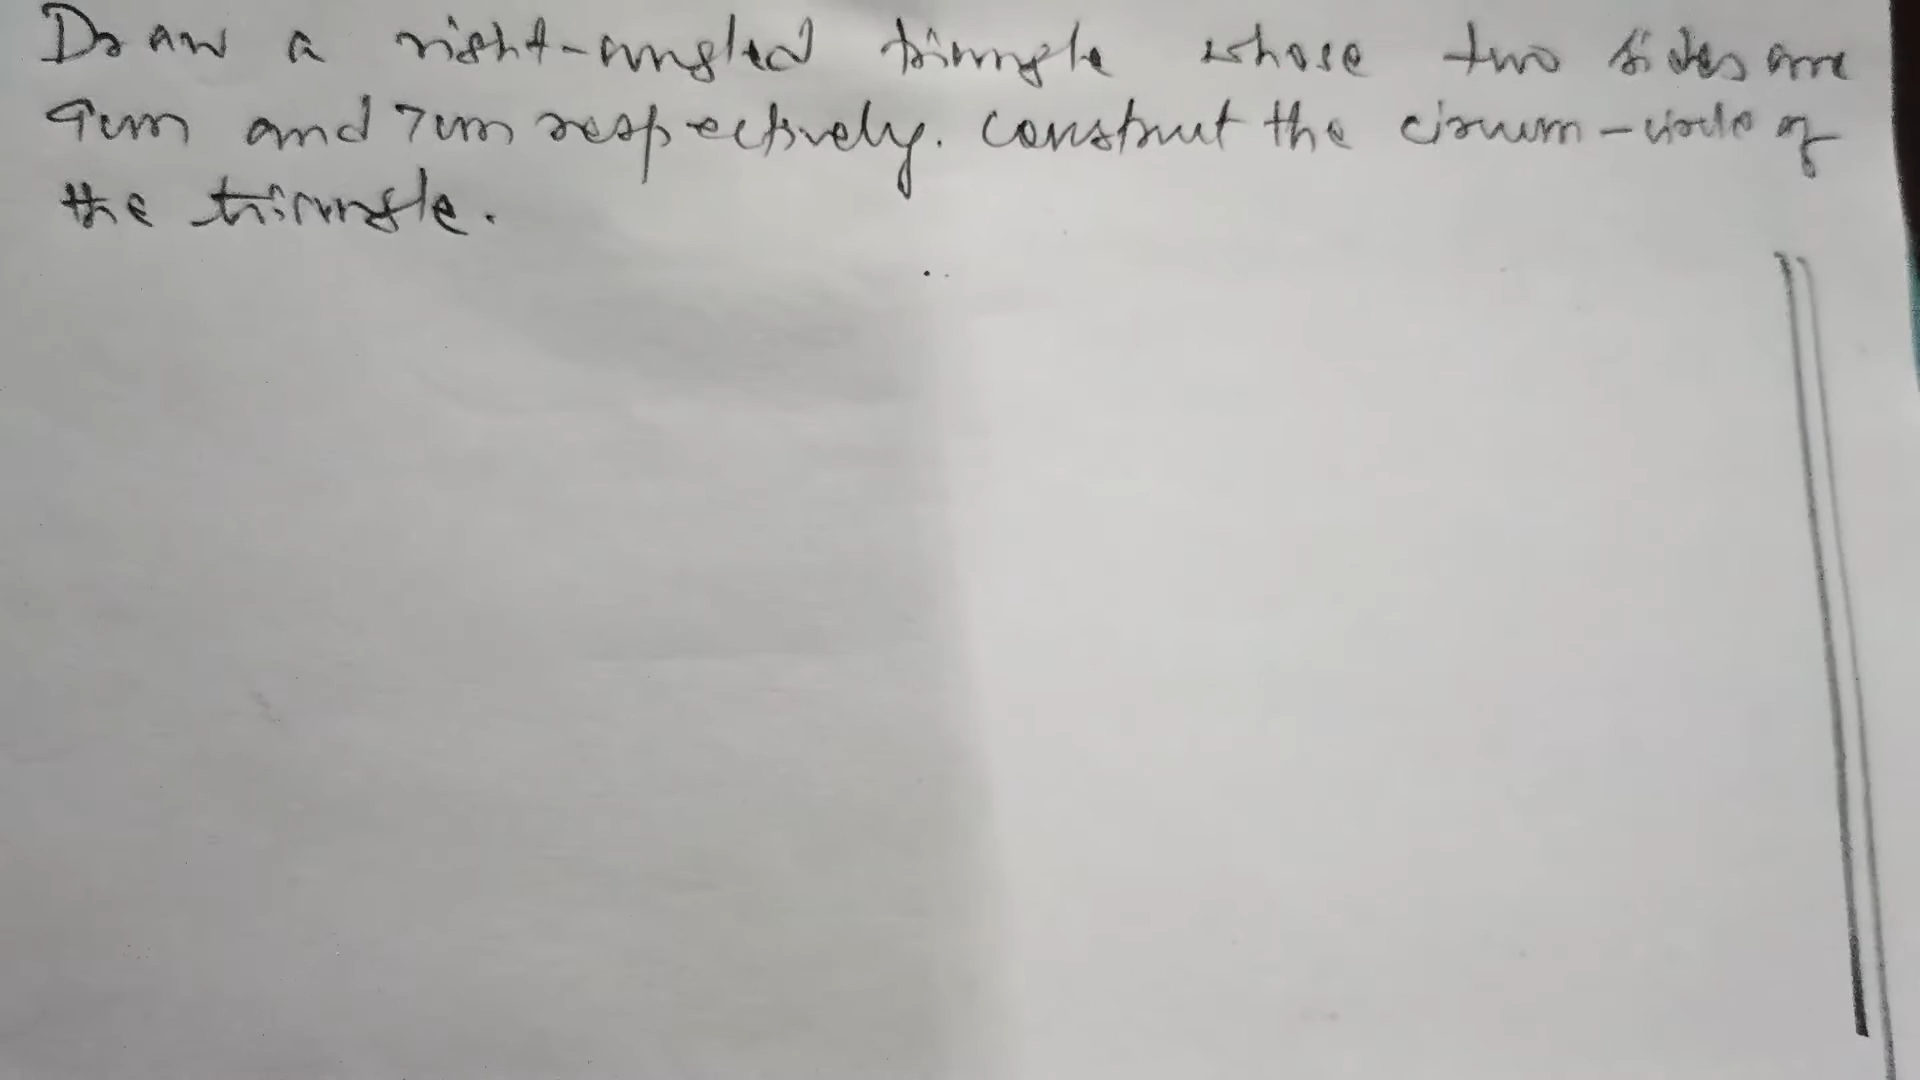 Draw a right-angled triangle whose two sides are
9cm and 7cm respectively. construct the circum-circle of
the triangle.